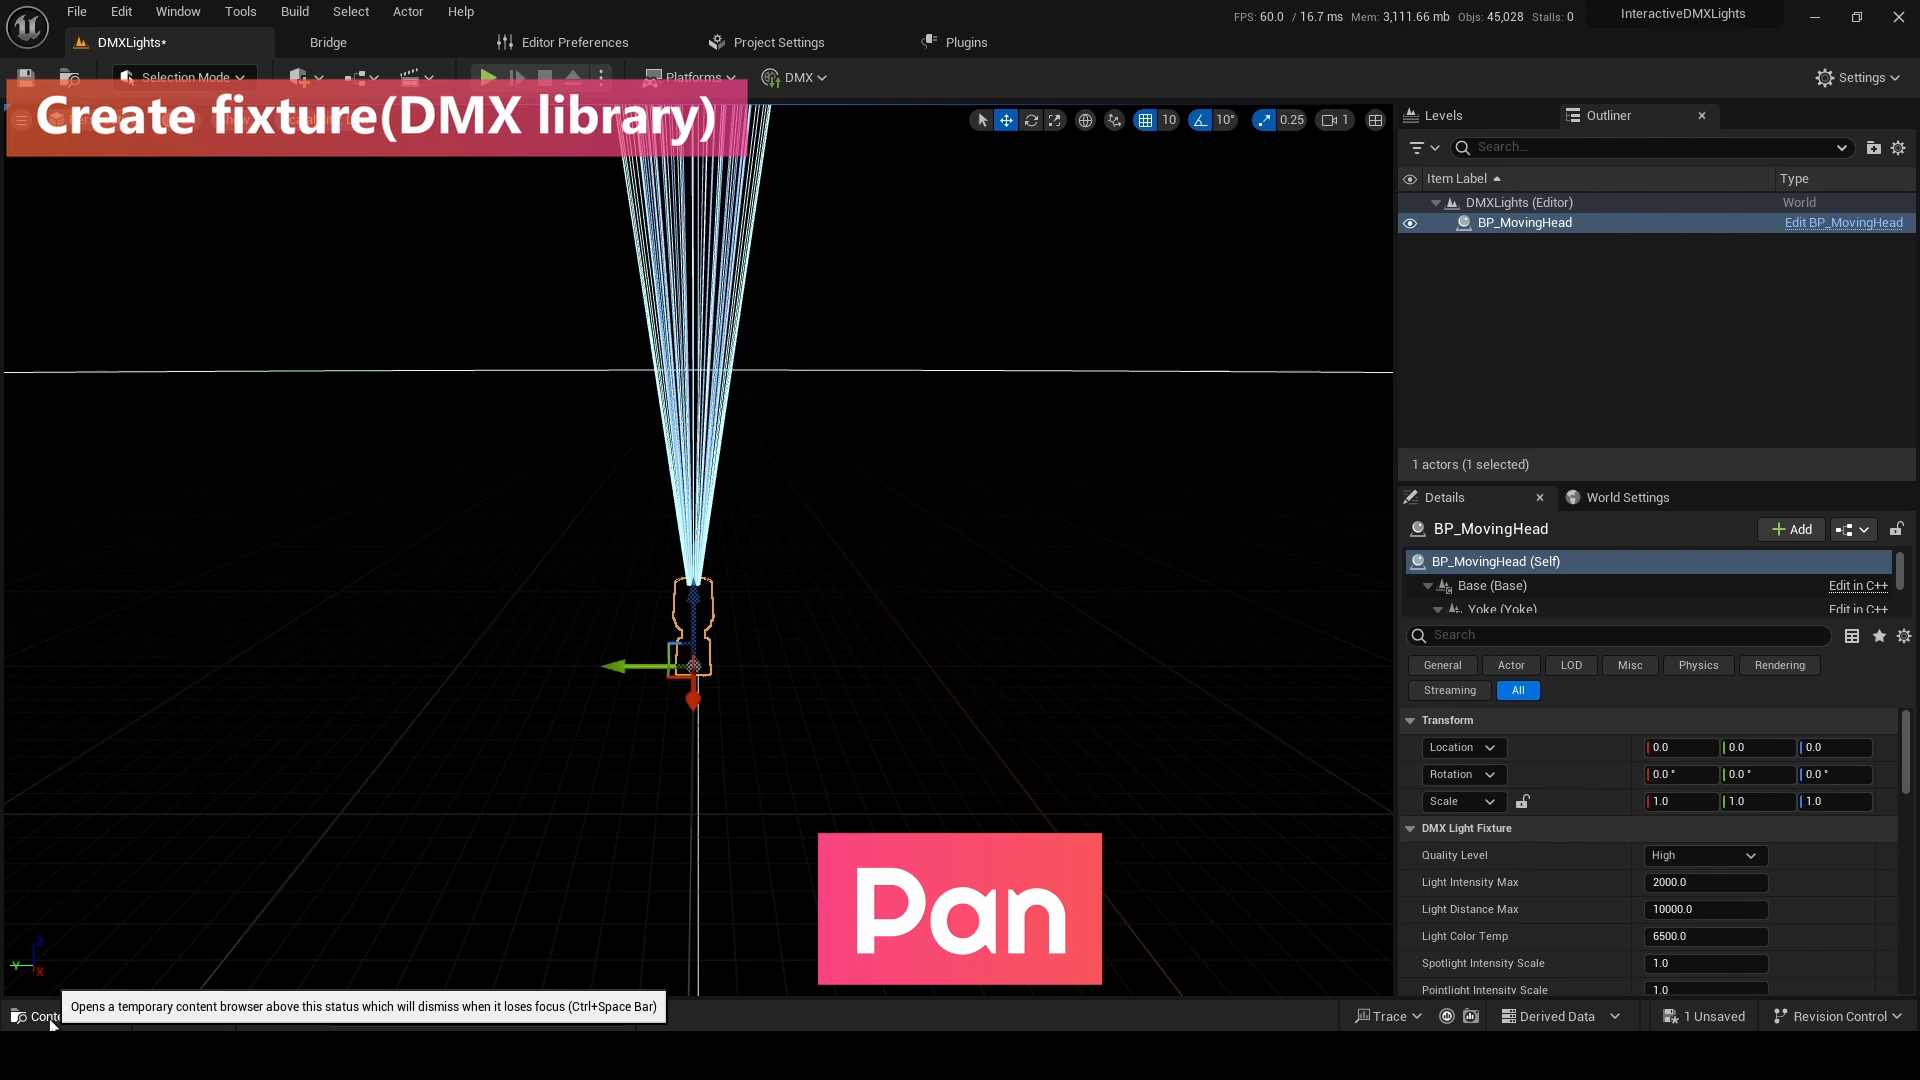 File Edit Window Tools Build Select Actor Help
FPS: 60.0 / 16.7 ms Mem: 3,111.66 mb Objs: 45,028 Stalls: 0
InteractiveDMXLights
DMXLights*
Bridge
Editor Preferences
Project Settings
Plugins
Selection Mode
Platforms
DMX
Settings
Create fixture(DMX library)
10
10°
0.25
1
Levels
Outliner
Search...
Item Label
Type
DMXLights (Editor)
World
BP_MovingHead
Edit BP_MovingHead
1 actors (1 selected)
Details
World Settings
BP_MovingHead
Add
BP_MovingHead (Self)
Base (Base)
Edit in C++
Yoke (Yoke)
Edit in C++
Search
General Actor LOD Misc Physics Rendering
Streaming All
Transform
Location 0.0 0.0 0.0
Rotation 0.0 ° 0.0 ° 0.0 °
Scale 1.0 1.0 1.0
DMX Light Fixture
Quality Level High
Light Intensity Max 2000.0
Light Distance Max 10000.0
Light Color Temp 6500.0
Spotlight Intensity Scale 1.0
Pointlight Intensity Scale 1.0
Pan
Z
Y
X
Opens a temporary content browser above this status which will dismiss when it loses focus (Ctrl+Space Bar)
Conte
Trace
Derived Data
1 Unsaved
Revision Control